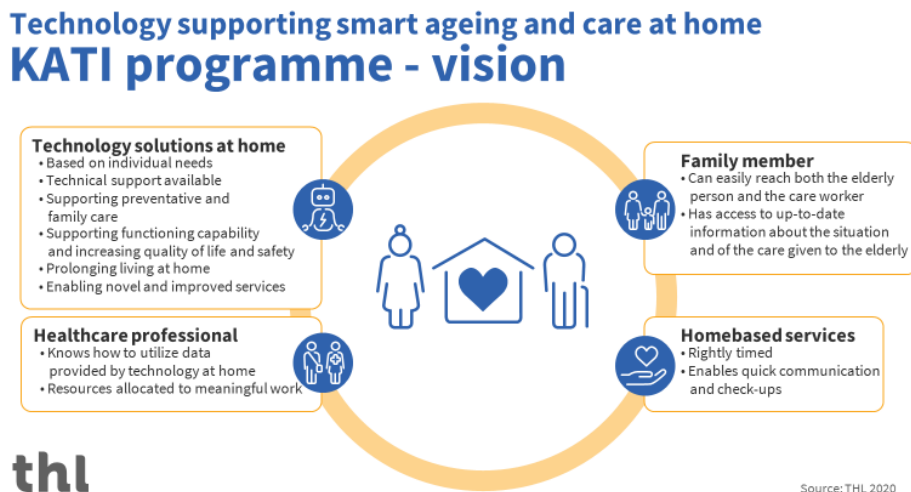 Technology supporting smart ageing and care at home
KATI programme - vision
Technology solutions at home
• Based on individual needs
• Technical support available
• Supporting preventative and
family care
• Supporting functioning capability
and increasing quality of life and safety
• Prolonging living at home
• Enabling novel and improved services
Healthcare professional
• Knows how to utilize data
provided by technology at home
• Resources allocated to meaningful work
Family member
• Can easily reach both the elderly
person and the care worker
• Has access to up-to-date
information about the situation
and of the care given to the elderly
Homebased services
• Rightly timed
• Enables quick communication
and check-ups
thl
Source: THL 2020